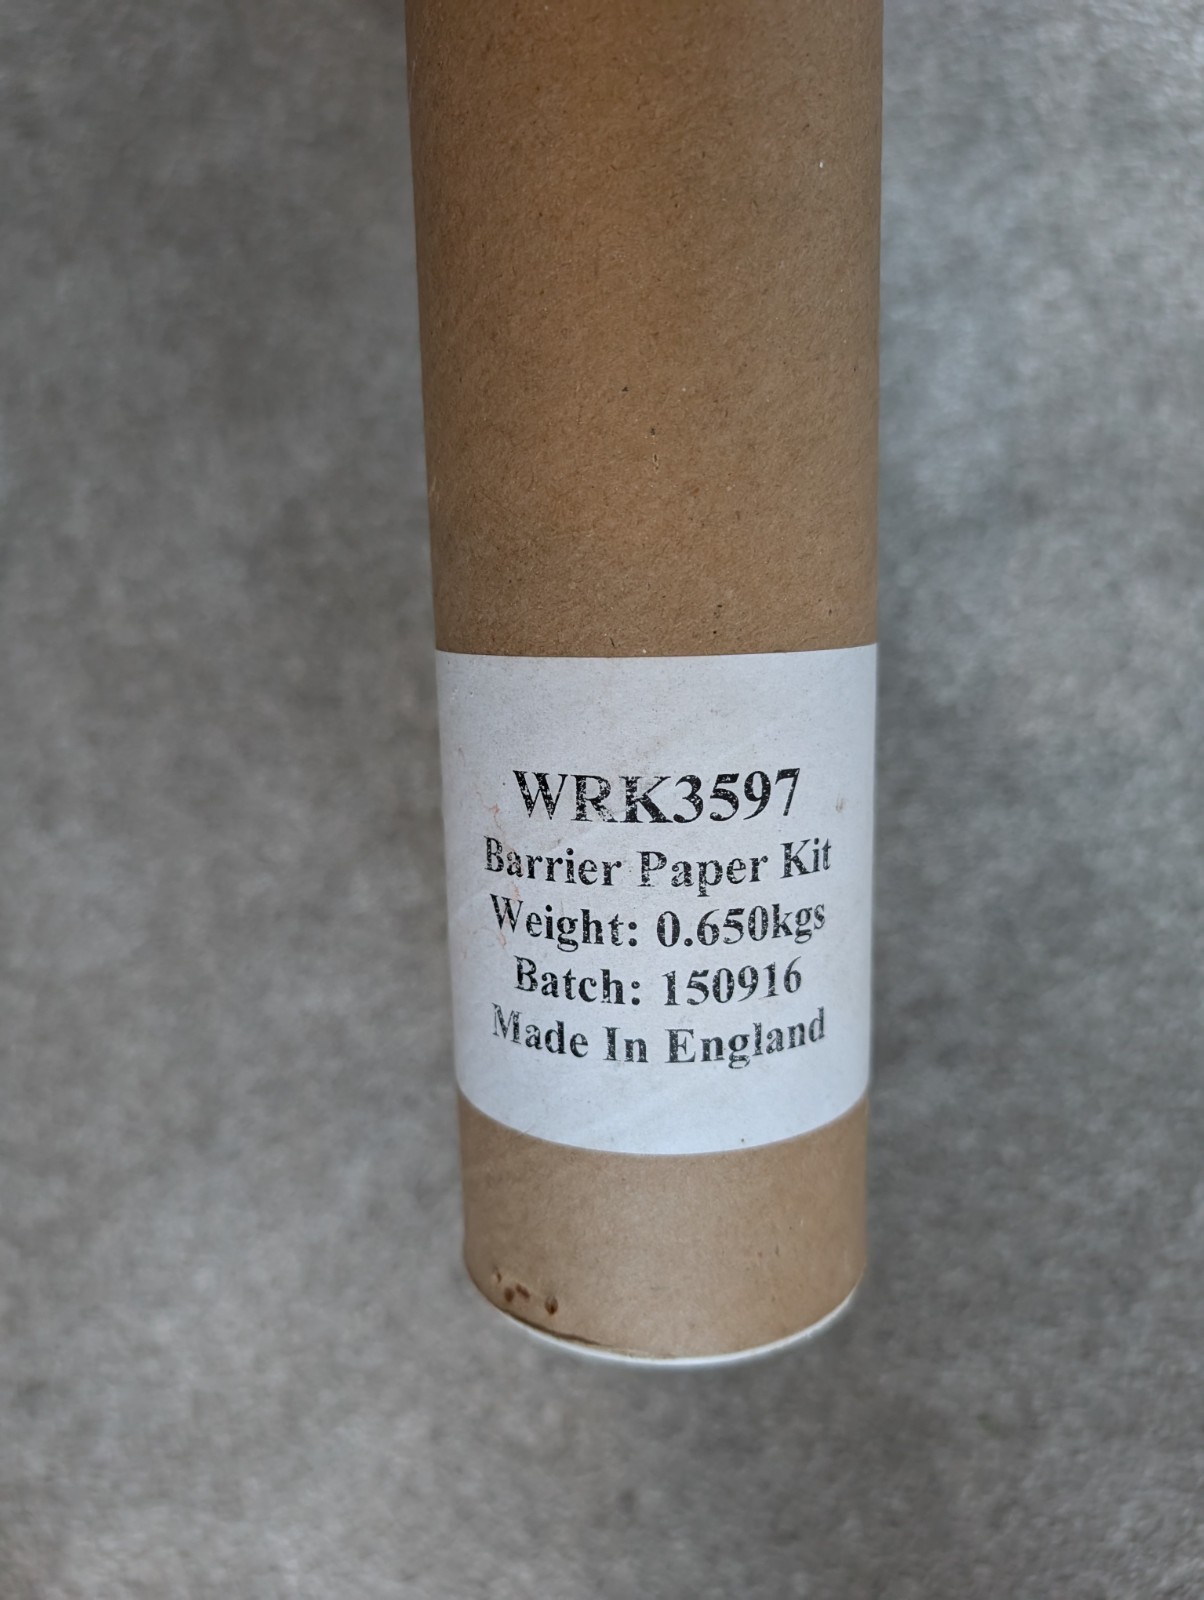 WRK3597
Barrier Paper Kit
Weight: 0.650kgs
Batch: 150916
Made In England